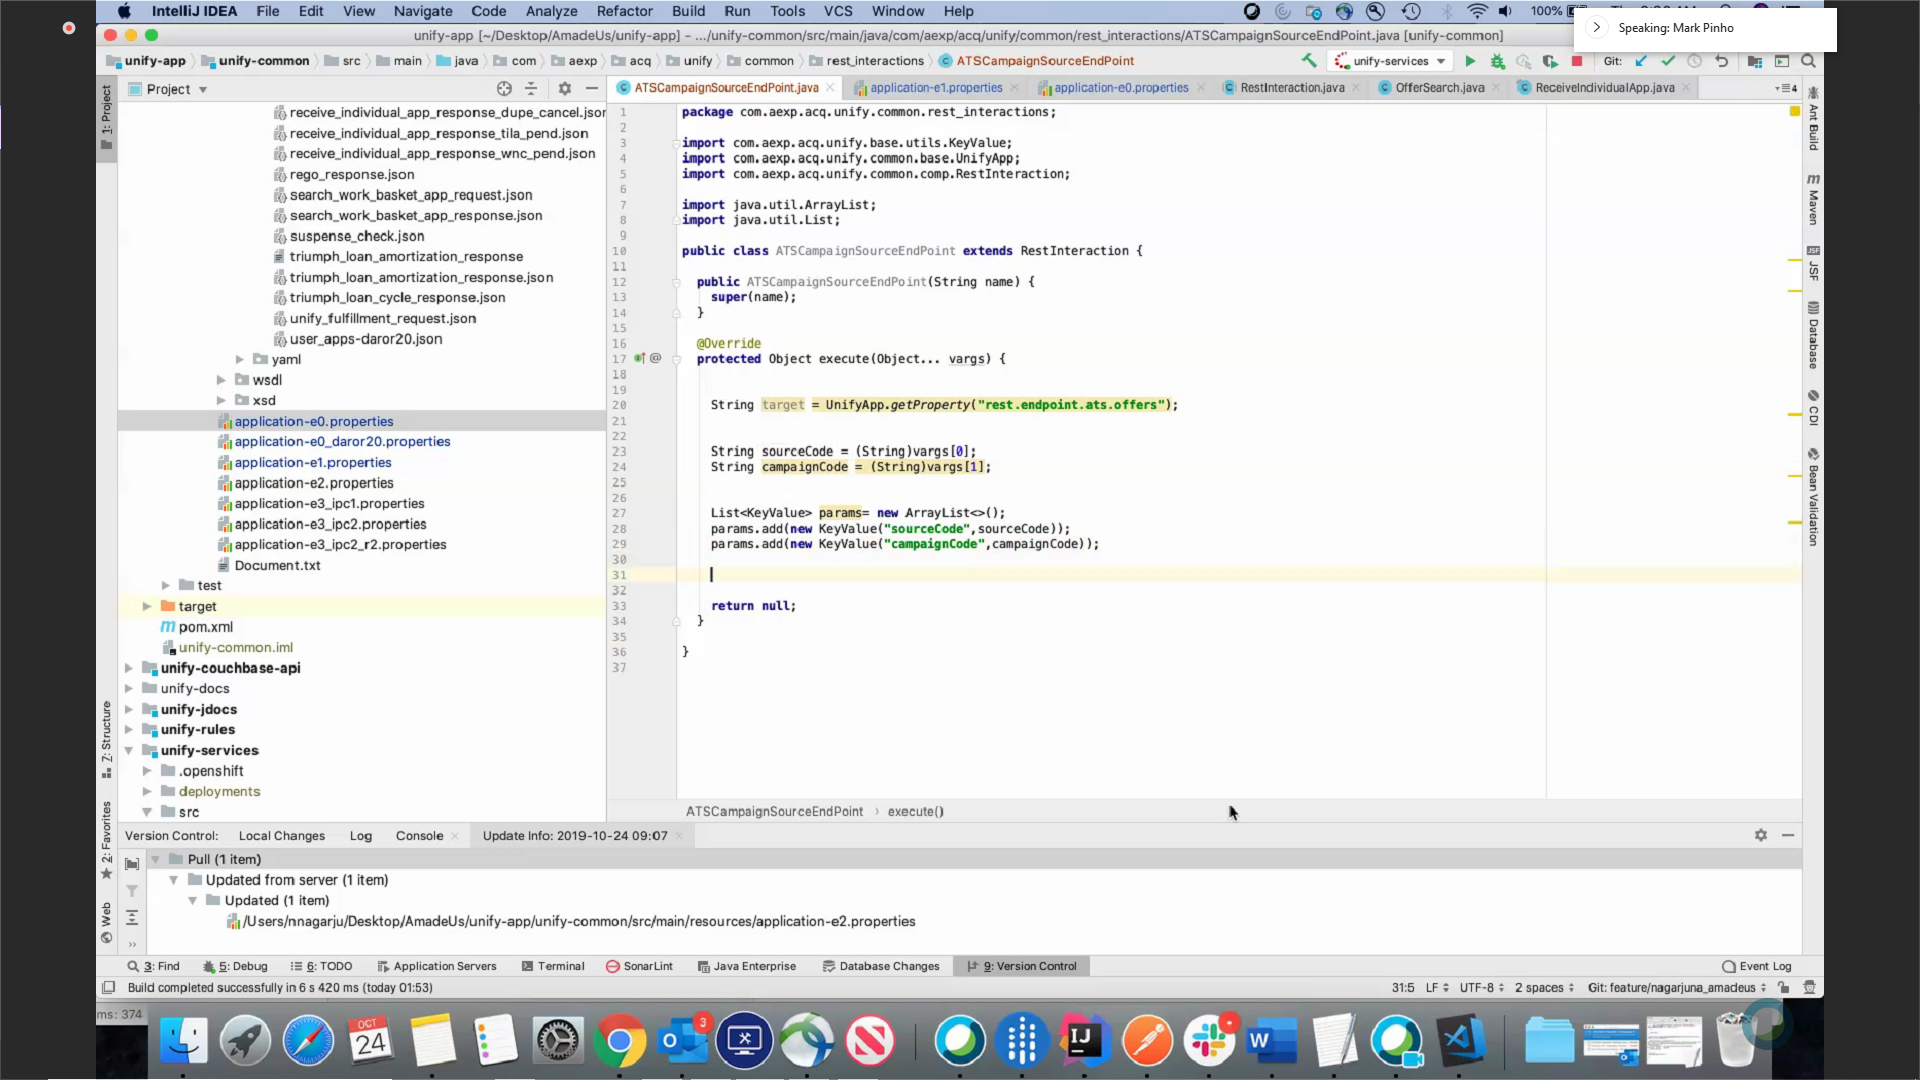 IntelliJ IDEA File Edit View Navigate Code Analyze Refactor Build Run Tools VCS Window Help 100%
Speaking: Mark Pinho
unify-app [~/Desktop/AmadeUs/unify-app] – .../unify-common/src/main/java/com/aexp/acq/unify/common/rest_interactions/ATSCampaignSourceEndPoint.java [unify-common]
unify-app unify-common src main java com aexp acq unify common rest_interactions ATSCampaignSourceEndPoint unify-services Git:
Project
ATSCampaignSourceEndPoint.java application-e1.properties application-e0.properties RestInteraction.java OfferSearch.java ReceiveIndividualApp.java
1: Project
Z: Structure
2: Favorites
Web
receive_individual_app_response_dupe_cancel.jsor
receive_individual_app_response_tila_pend.json
receive_individual_app_response_wnc_pend.json
rego_response.json
search_work_basket_app_request.json
search_work_basket_app_response.json
suspense_check.json
triumph_loan_amortization_response
triumph_loan_amortization_response.json
triumph_loan_cycle_response.json
unify_fulfillment_request.json
user_apps-daror20.json
yaml
wsdl
xsd
application-e0.properties
application-e0_daror20.properties
application-e1.properties
application-e2.properties
application-e3_ipc1.properties
application-e3_ipc2.properties
application-e3_ipc2_r2.properties
Document.txt
test
target
pom.xml
unify-common.iml
unify-couchbase-api
unify-docs
unify-jdocs
unify-rules
unify-services
.openshift
deployments
src
1 package com.aexp.acq.unify.common.rest_interactions;
2
3 import com.aexp.acq.unify.base.utils.KeyValue;
4 import com.aexp.acq.unify.common.base.UnifyApp;
5 import com.aexp.acq.unify.common.comp.RestInteraction;
6
7 import java.util.ArrayList;
8 import java.util.List;
9
10 public class ATSCampaignSourceEndPoint extends RestInteraction {
11
12 public ATSCampaignSourceEndPoint(String name) {
13 super(name);
14 }
15
16 @Override
17 protected Object execute(Object... vargs) {
18
19
20 String target = UnifyApp.getProperty("rest.endpoint.ats.offers");
21
22
23 String sourceCode = (String)vargs[0];
24 String campaignCode = (String)vargs[1];
25
26
27 List<KeyValue> params= new ArrayList<>();
28 params.add(new KeyValue("sourceCode",sourceCode));
29 params.add(new KeyValue("campaignCode",campaignCode));
30
31
32
33 return null;
34 }
35
36 }
37
Ant Build
Maven
JSF
Database
CDI
Bean Validation
ATSCampaignSourceEndPoint › execute()
Version Control: Local Changes Log Console Update Info: 2019-10-24 09:07
Pull (1 item)
Updated from server (1 item)
Updated (1 item)
/Users/nnagarju/Desktop/AmadeUs/unify-app/unify-common/src/main/resources/application-e2.properties
3: Find 5: Debug 6: TODO Application Servers Terminal SonarLint Java Enterprise Database Changes 9: Version Control Event Log
Build completed successfully in 6 s 420 ms (today 01:53) 31:5 LF UTF-8 2 spaces Git: feature/nagarjuna_amadeus
ms: 374
OCT
24
3